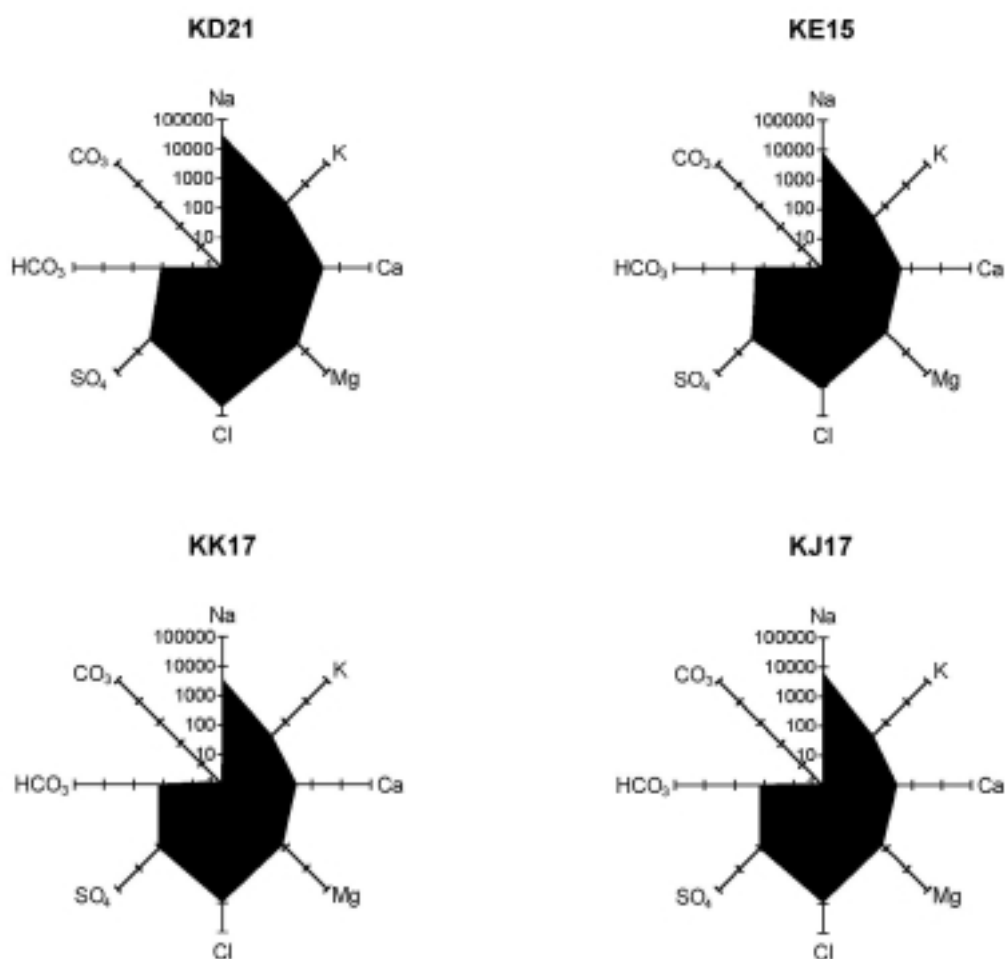 KD21
Na
100000
10000
1000
100
10
CO₃
K
HCO₃
Ca
SO₄
Mg
Cl
KE15
Na
100000
10000
1000
100
10
CO₃
K
HCO₃
Ca
SO₄
Mg
Cl
KK17
Na
100000
10000
1000
100
10
CO₃
K
HCO₃
Ca
SO₄
Mg
Cl
KJ17
Na
100000
10000
1000
100
10
CO₃
K
HCO₃
Ca
SO₄
Mg
Cl